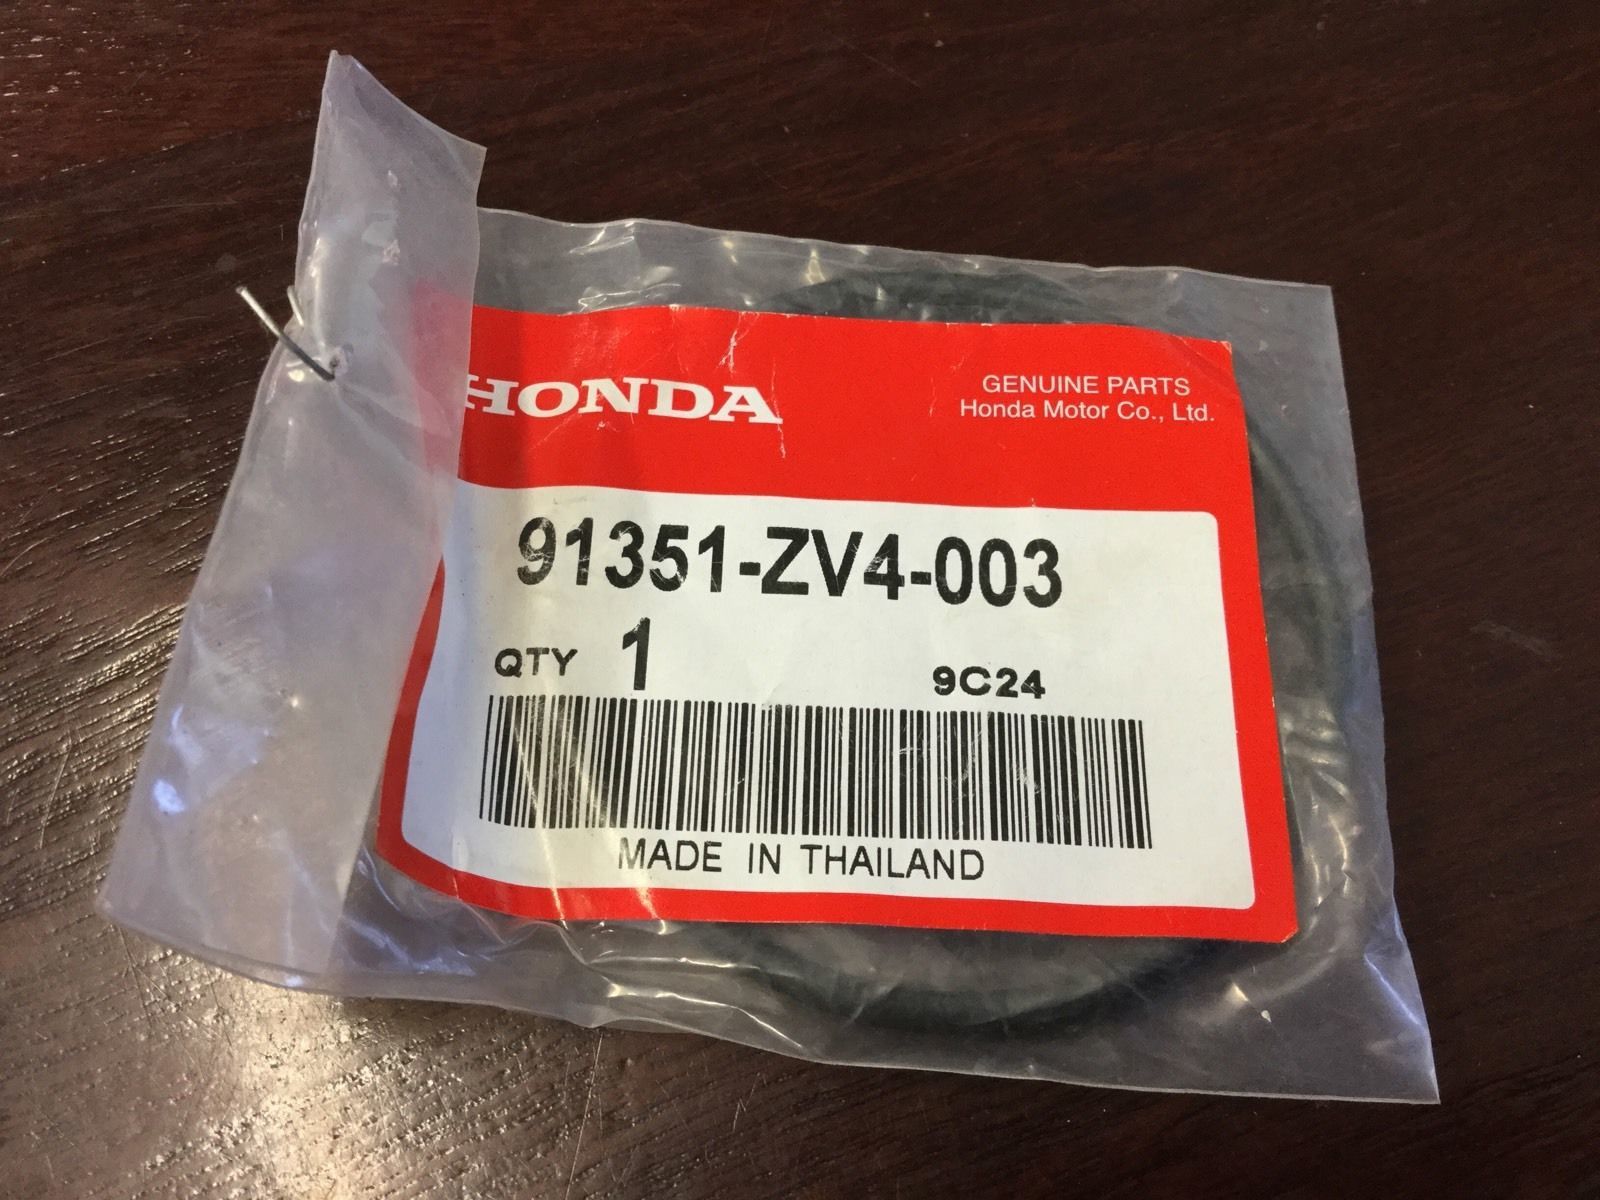 HONDA
GENUINE PARTS
Honda Motor Co., Ltd.
91351-ZV4-003
QTY 1 9C24
MADE IN THAILAND